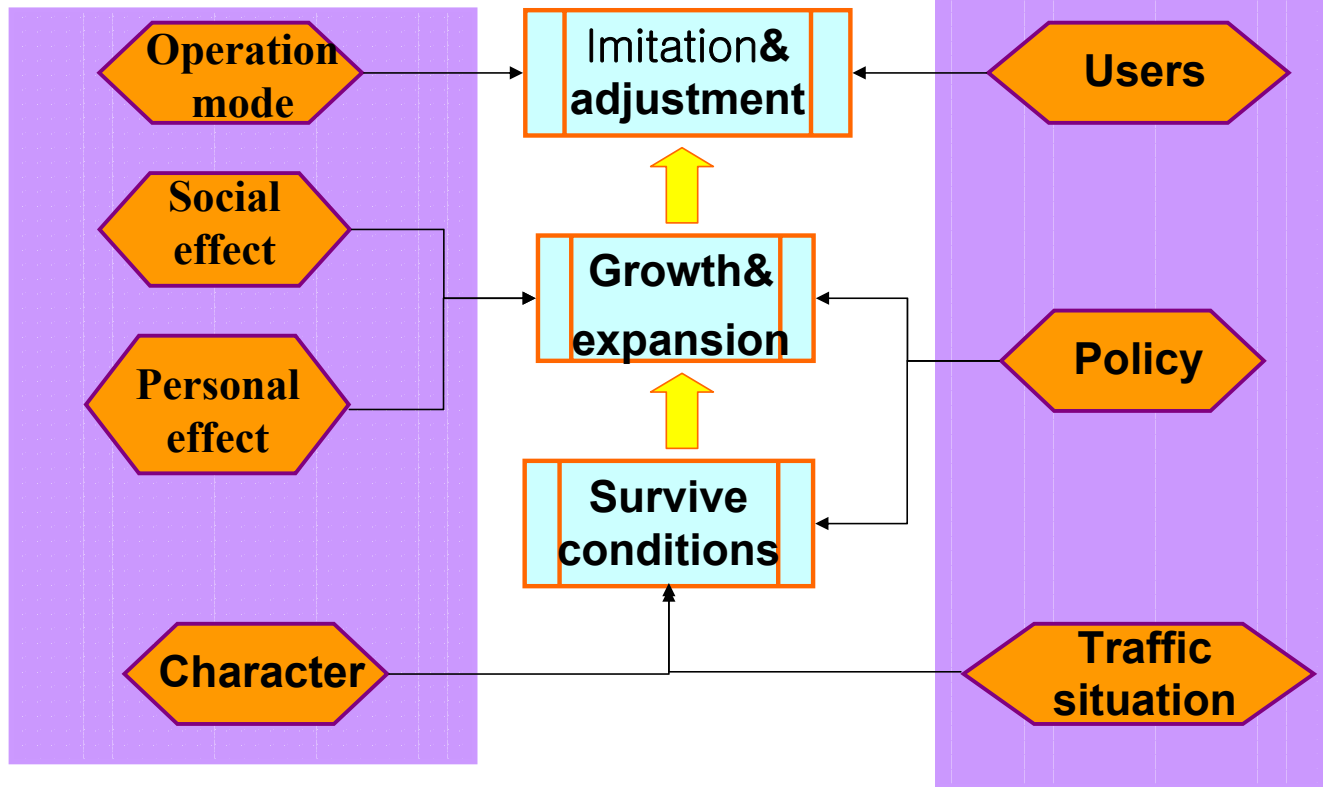 Operation
mode
Imitation&
adjustment
Users
Social
effect
Growth&
expansion
Policy
Personal
effect
Survive
conditions
Character
Traffic
situation